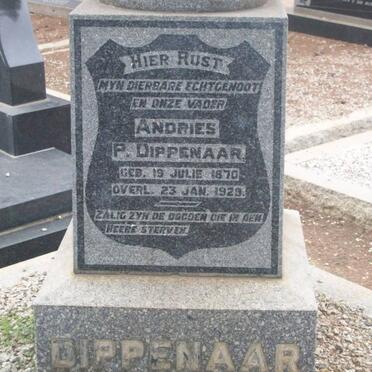 HIER RUST
MYN DIERBARE ECHTGENOOT
EN ONZE VADER
ANDRIES
P. DIPPENAAR
GEB. 19 JULIE 1870
OVERL. 23 JAN. 1929.
ZALIG ZYN DE DOODEN DIE IN DEN
HEERE STERVEN.
DIPPENAAR